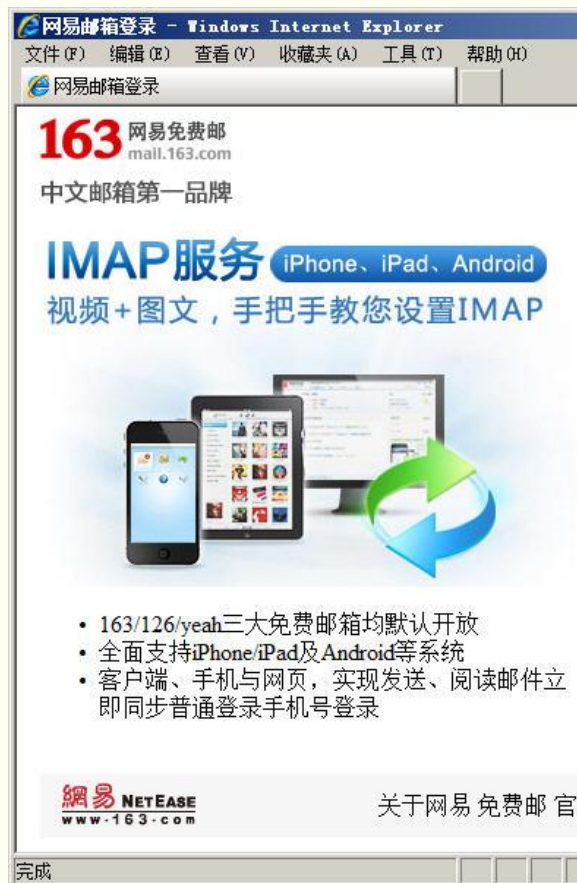 网易邮箱登录 - Windows Internet Explorer
文件(F) 编辑(E) 查看(V) 收藏夹(A) 工具(T) 帮助(H)
网易邮箱登录
163 网易免费邮
mail.163.com
中文邮箱第一品牌
IMAP服务 iPhone、iPad、Android
视频+图文，手把手教您设置IMAP
• 163/126/yeah三大免费邮箱均默认开放
• 全面支持iPhone/iPad及Android等系统
• 客户端、手机与网页，实现发送、阅读邮件立
即同步普通登录手机号登录
網易 NETEASE
www.163.com
关于网易 免费邮 官
完成